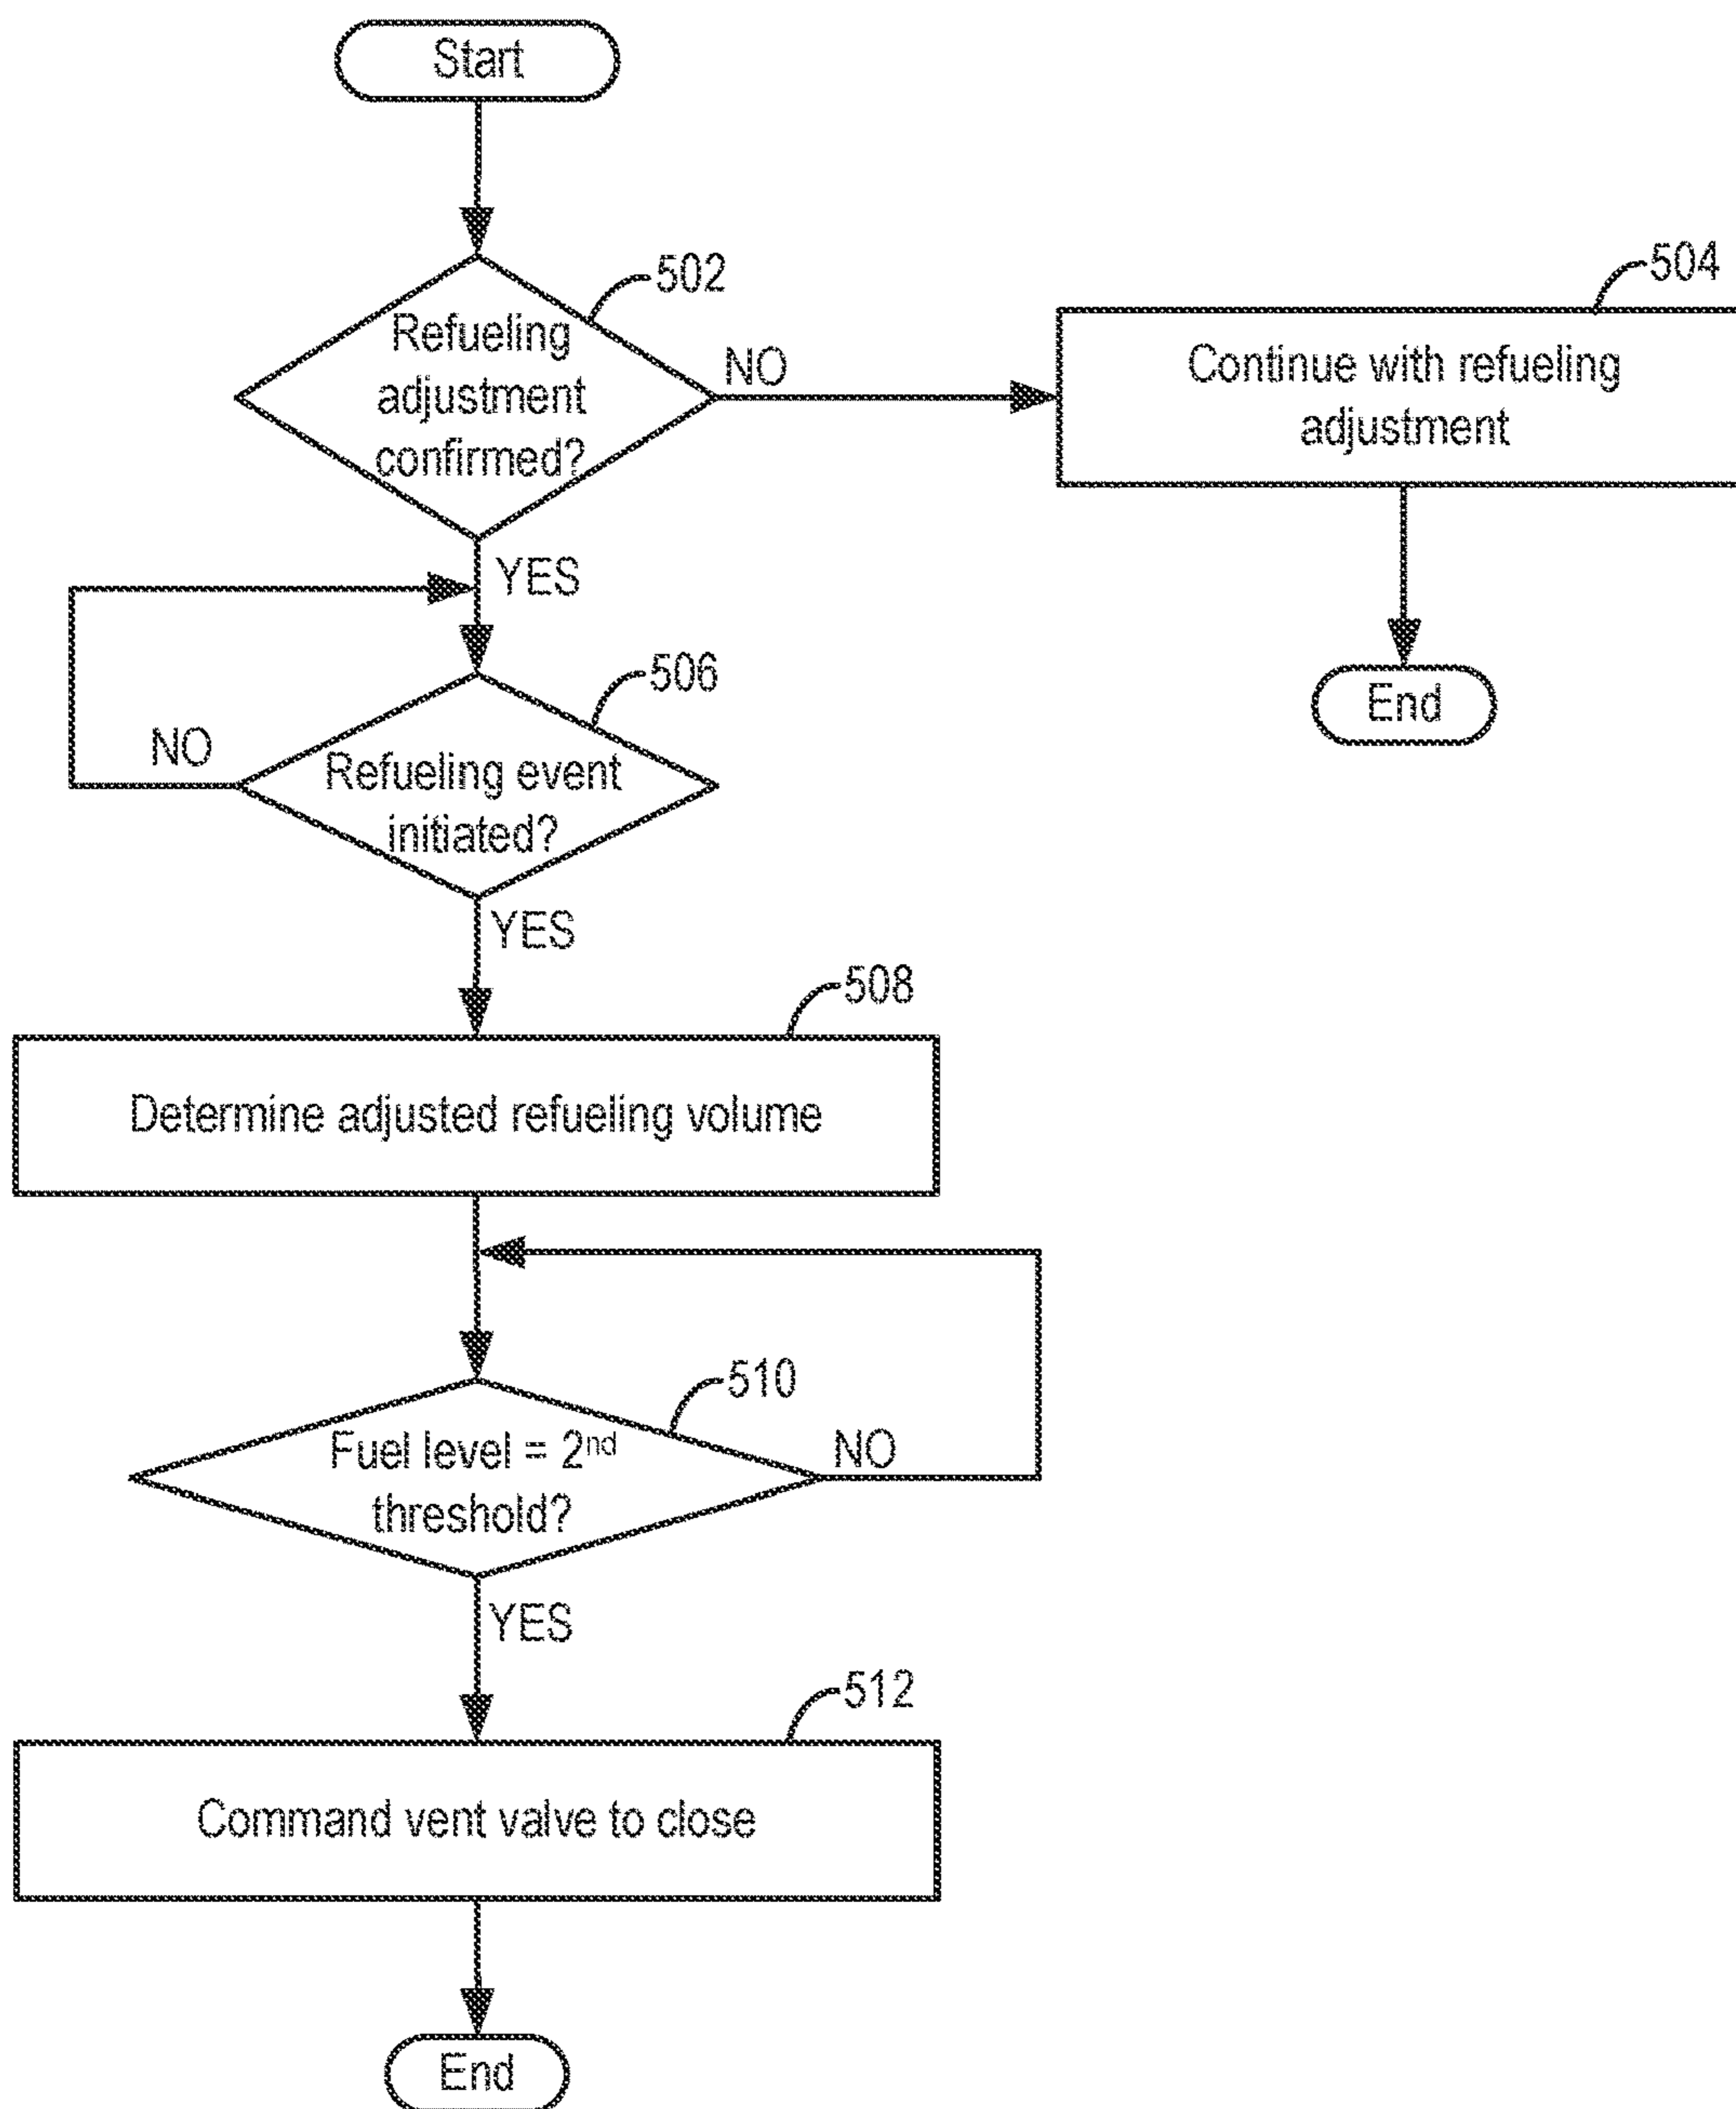 Start
502
Refueling
adjustment
confirmed?
NO
504
Continue with refueling
adjustment
End
YES
506
Refueling event
initiated?
NO
YES
508
Determine adjusted refueling volume
510
Fuel level = 2nd
threshold?
NO
YES
512
Command vent valve to close
End